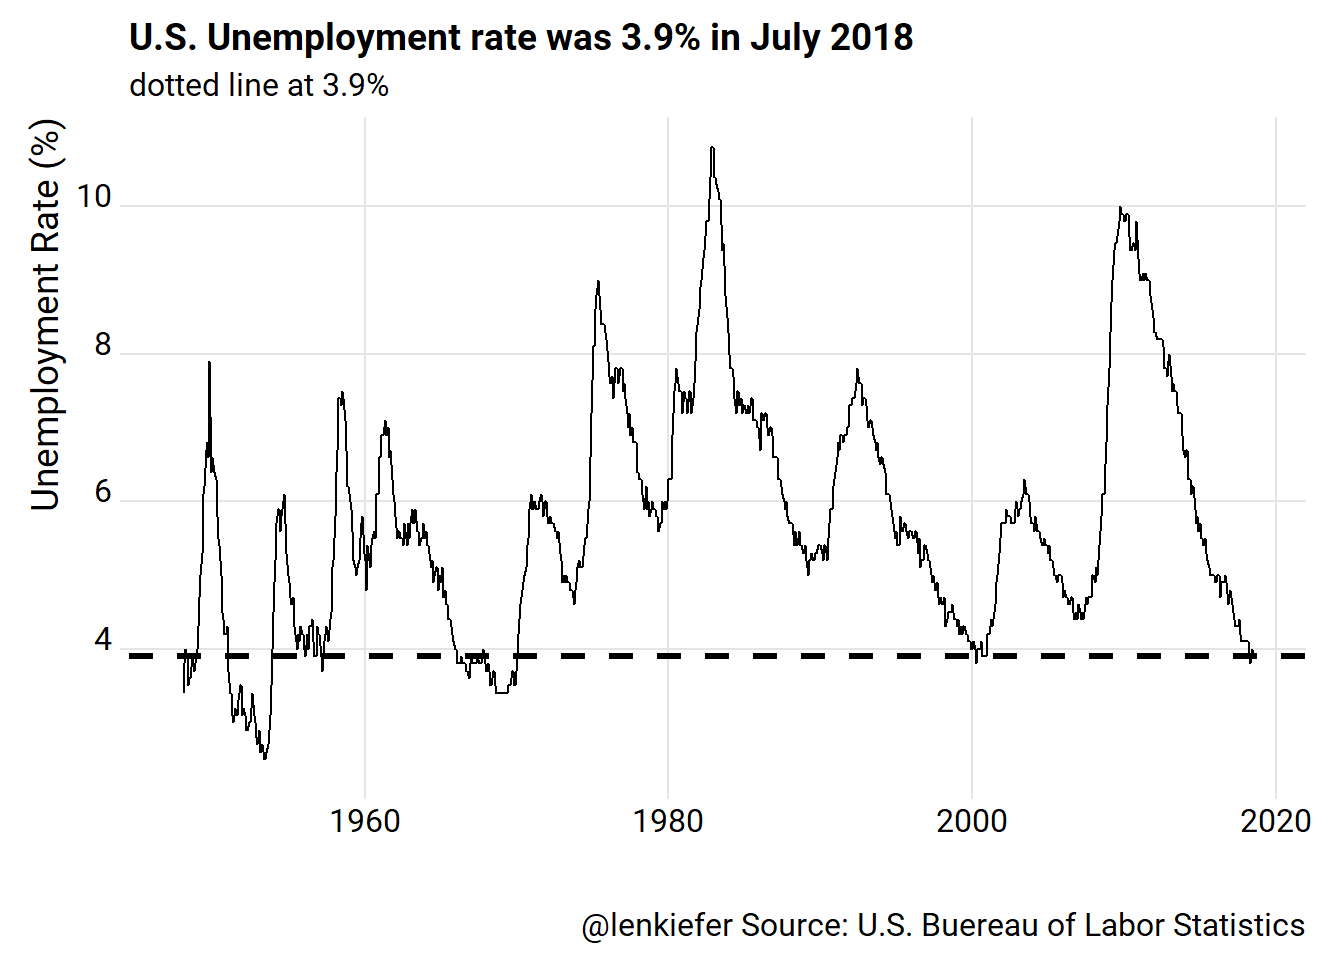 U.S. Unemployment rate was 3.9% in July 2018
dotted line at 3.9%
Unemployment Rate (%)
10
8
6
4
1960 1980 2000 2020
@lenkiefer Source: U.S. Buereau of Labor Statistics